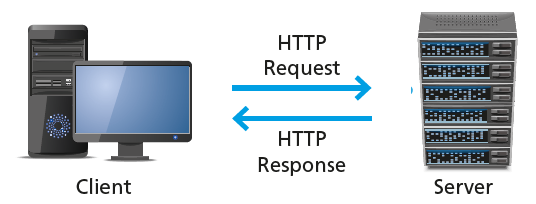 HTTP
Request
HTTP
Response
Client
Server